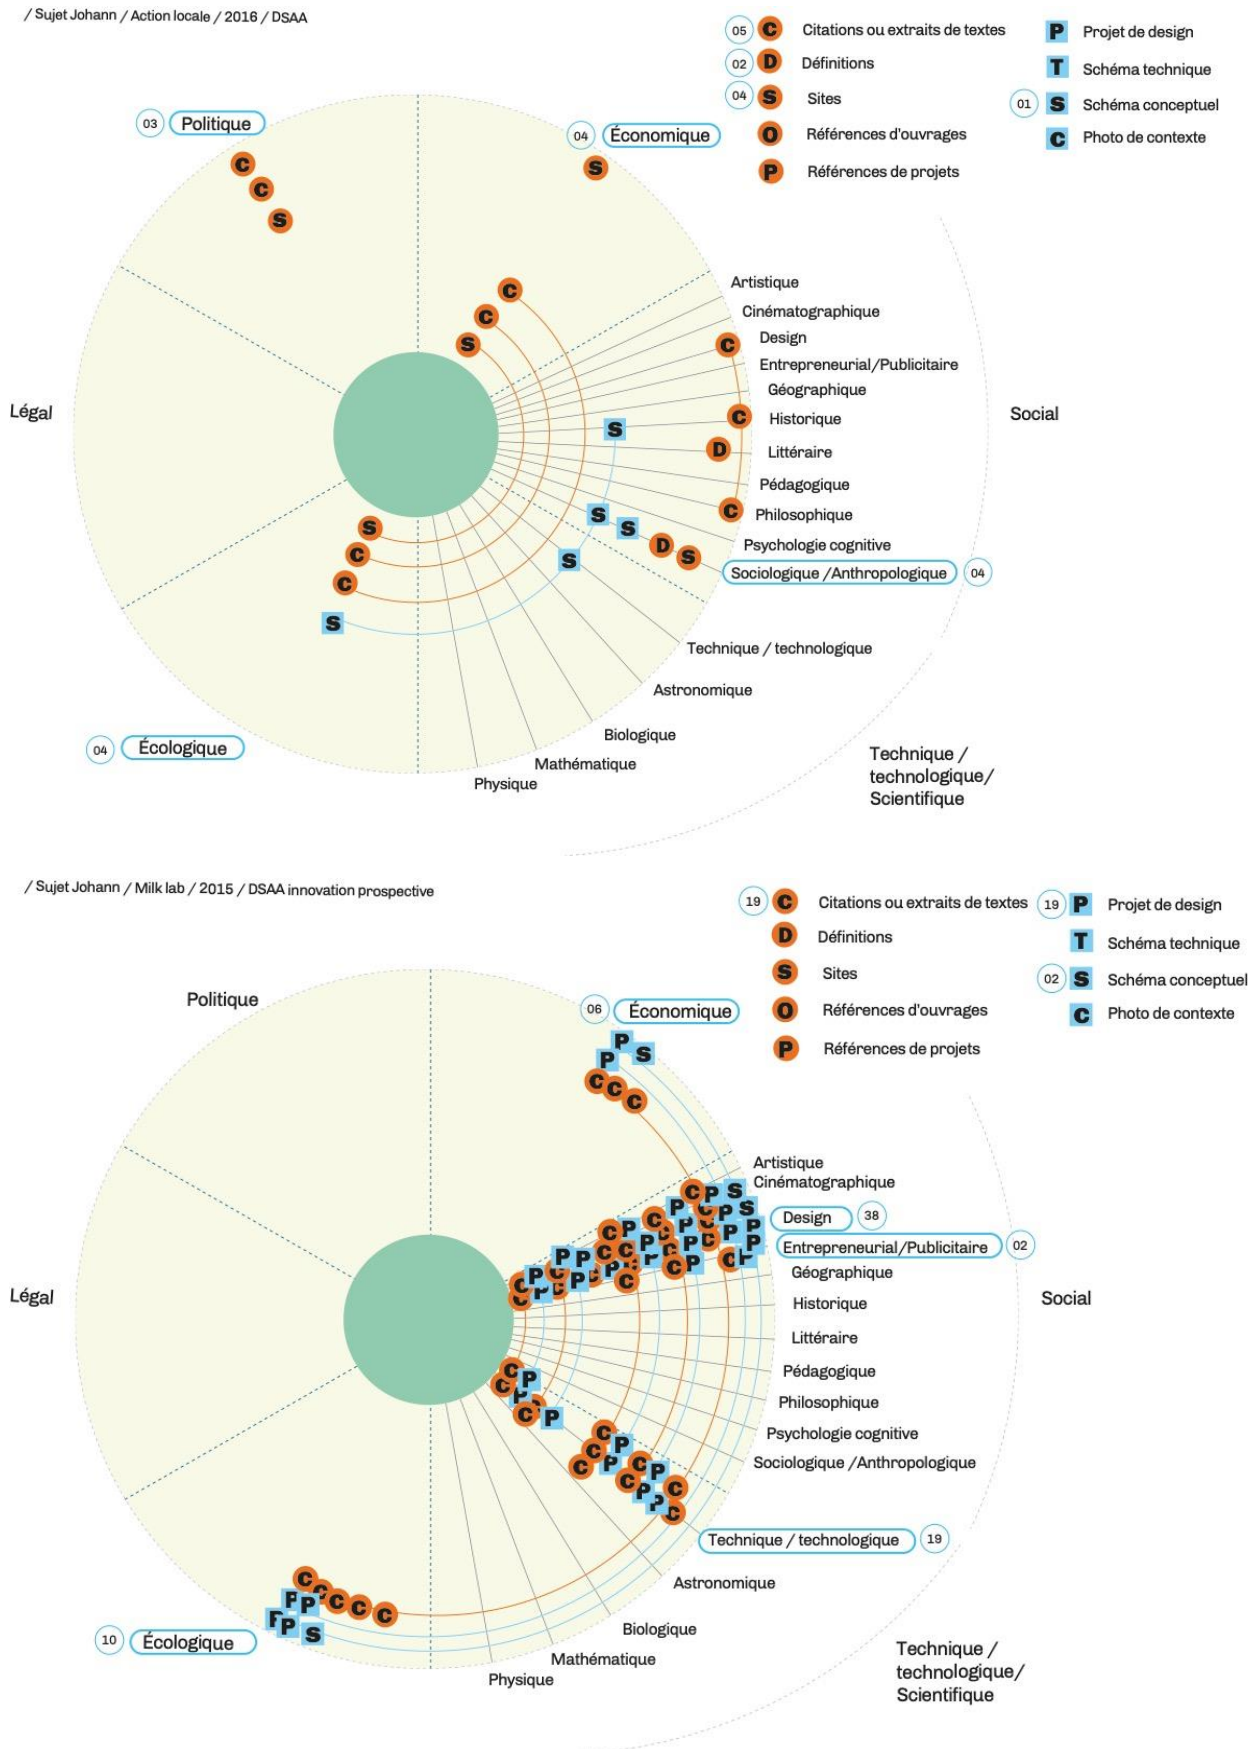 / Sujet Johann / Action locale / 2016 / DSAA
05 C Citations ou extraits de textes
02 D Définitions
04 S Sites
O Références d'ouvrages
P Références de projets
P Projet de design
T Schéma technique
01 S Schéma conceptuel
C Photo de contexte
03 Politique
04 Économique
C
C
S
S
C
C
S
Artistique
Cinématographique
Design
Entrepreneurial/Publicitaire
Géographique
Historique
Littéraire
Pédagogique
Philosophique
Psychologie cognitive
Sociologique /Anthropologique 04
C
C
D
C
S
S
S
D
S
S
Légal
Social
S
C
C
S
Technique / technologique
Astronomique
Biologique
Mathématique
Physique
04 Écologique
Technique /
technologique/
Scientifique
/ Sujet Johann / Milk lab / 2015 / DSAA innovation prospective
19 C Citations ou extraits de textes
D Définitions
S Sites
O Références d'ouvrages
P Références de projets
19 P Projet de design
T Schéma technique
02 S Schéma conceptuel
C Photo de contexte
Politique
06 Économique
P
P S
C C C
Artistique
Cinématographique
Design 38
Entrepreneurial/Publicitaire 02
Géographique
Historique
Littéraire
Pédagogique
Philosophique
Psychologie cognitive
Sociologique /Anthropologique
Légal
Social
Technique / technologique 19
Astronomique
Biologique
Mathématique
Physique
C C C C C
P P
P P S
10 Écologique
Technique /
technologique/
Scientifique